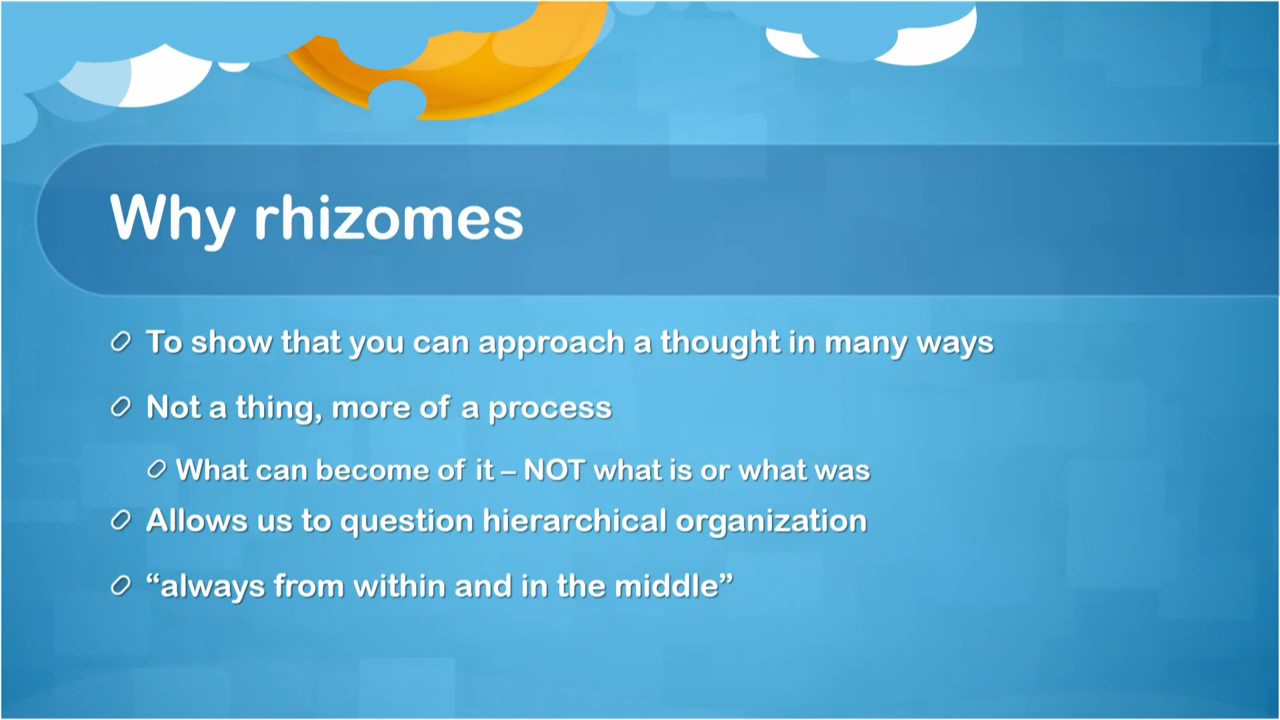 Why rhizomes
To show that you can approach a thought in many ways
Not a thing, more of a process
What can become of it – NOT what is or what was
Allows us to question hierarchical organization
“always from within and in the middle”